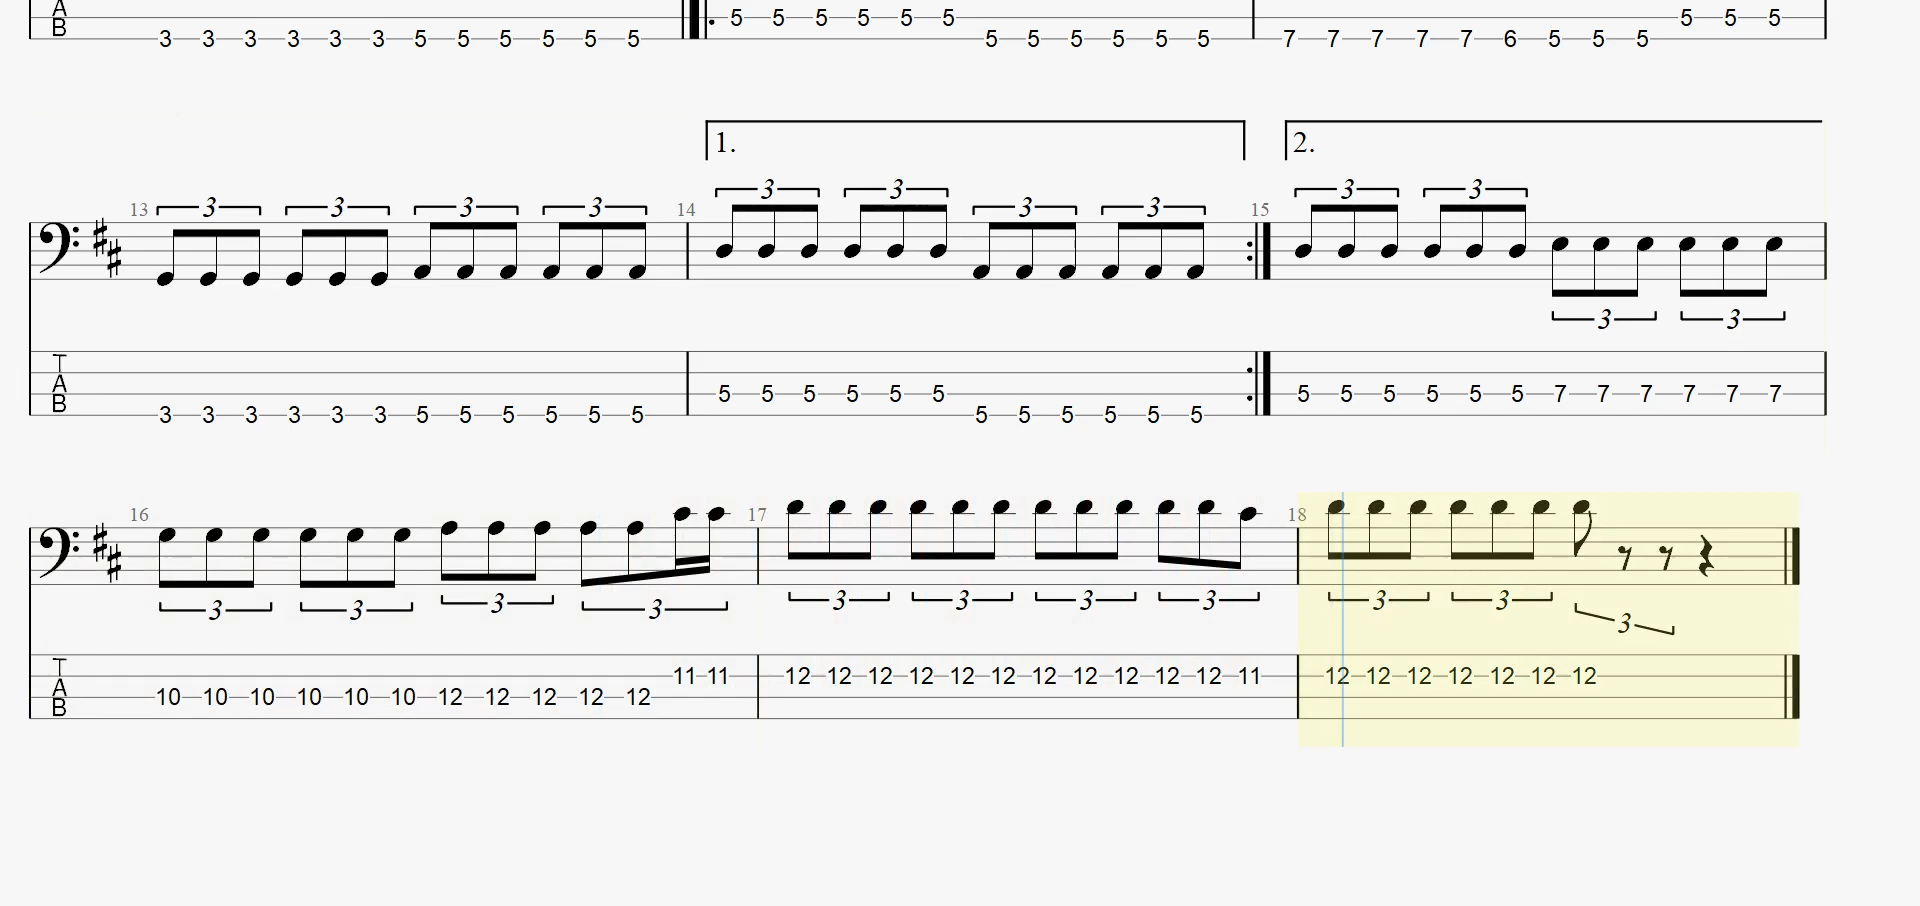 A
B 3 3 3 3 3 3 5 5 5 5 5 5 5 5 5 5 5 5 5 5 5 5 5 5 7 7 7 7 7 6 5 5 5 5 5 5
1. 2.
3 3 3 3 3 3
13 3 3 3 3 14 15
3 3
T
A 5 5 5 5 5 5 5 5 5 5 5 5 7 7 7 7 7 7
B 3 3 3 3 3 3 5 5 5 5 5 5 5 5 5 5 5 5
16 17 18
3 3 3 3 3 3 3 3 3 3 3
T 11 11 12 12 12 12 12 12 12 12 12 12 12 11 12 12 12 12 12 12 12
A 10 10 10 10 10 10 12 12 12 12 12
B